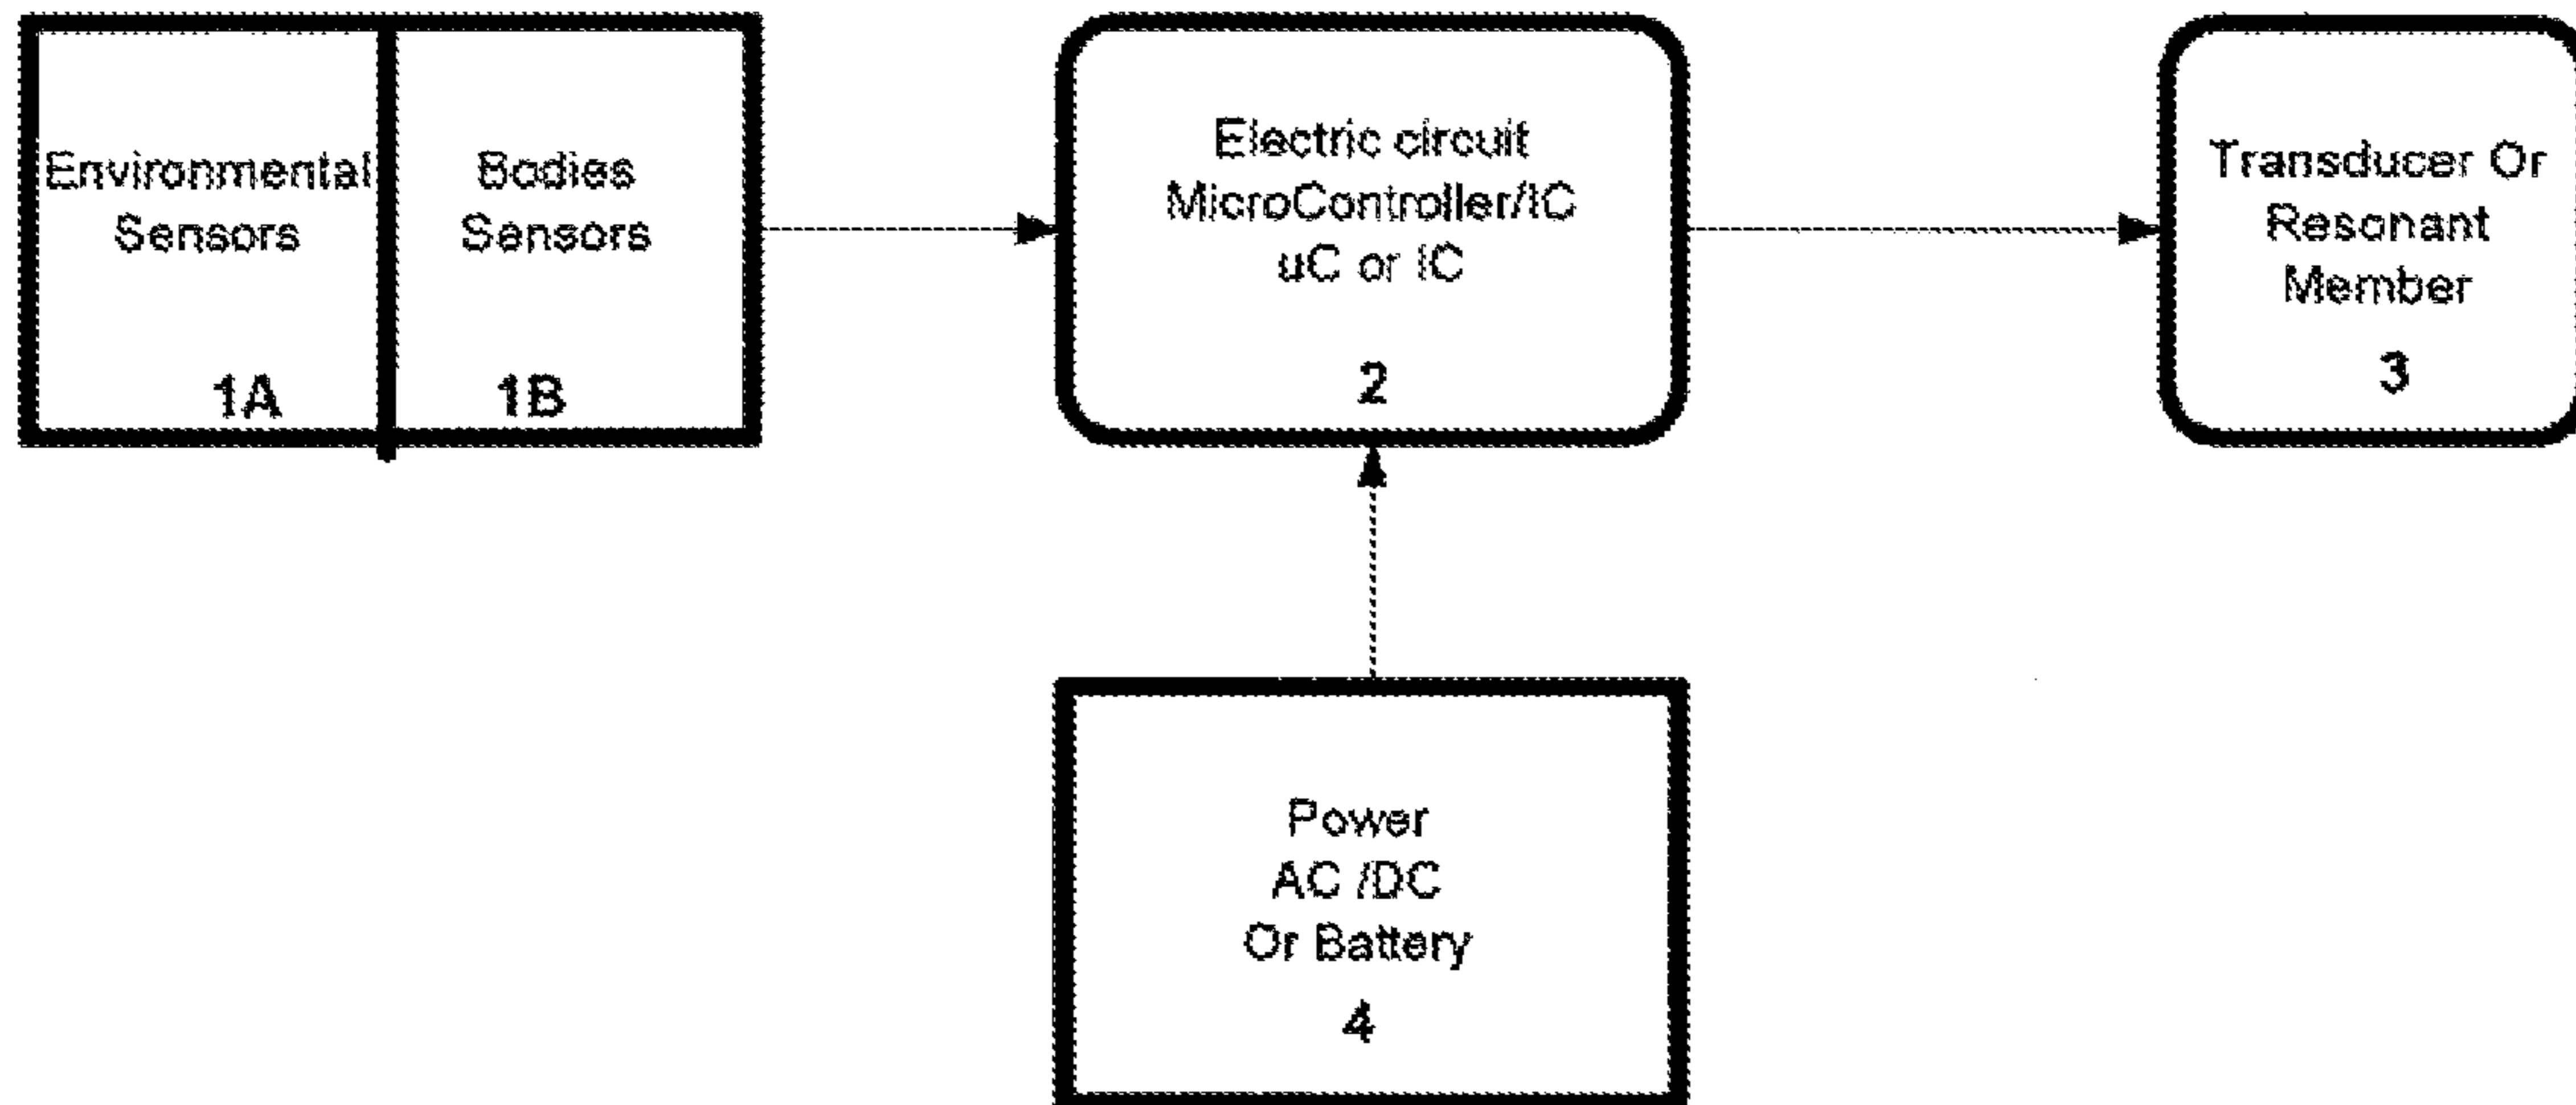 Environmental
Sensors
1A
Bodies
Sensors
1B
Electric circuit
MicroController/IC
uC or IC
2
Transducer Or
Resonant
Member
3
Power
AC /DC
Or Battery
4